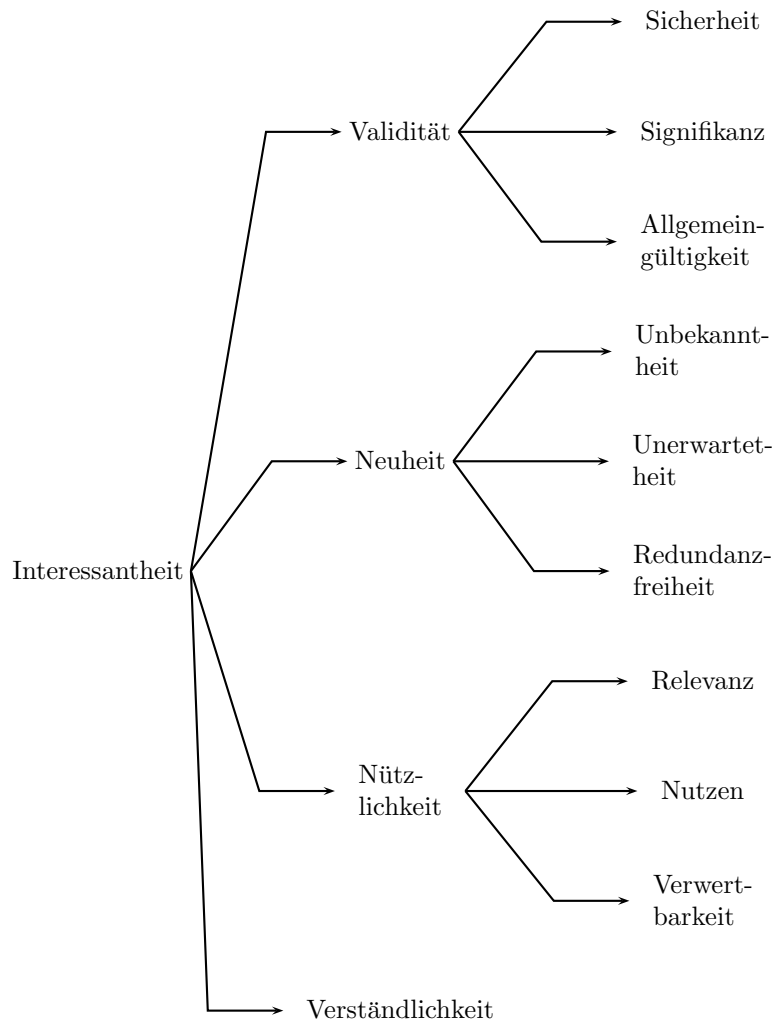 Sicherheit
Validität
Signifikanz
Allgemein-
gültigkeit
Unbekannt-
heit
Neuheit
Unerwartet-
heit
Interessantheit
Redundanz-
freiheit
Relevanz
Nütz-
lichkeit
Nutzen
Verwert-
barkeit
Verständlichkeit